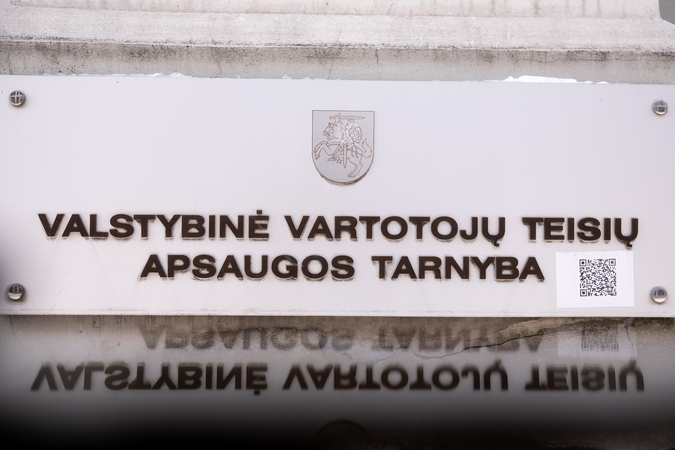 VALSTYBINĖ VARTOTOJŲ TEISIŲ
APSAUGOS TARNYBA